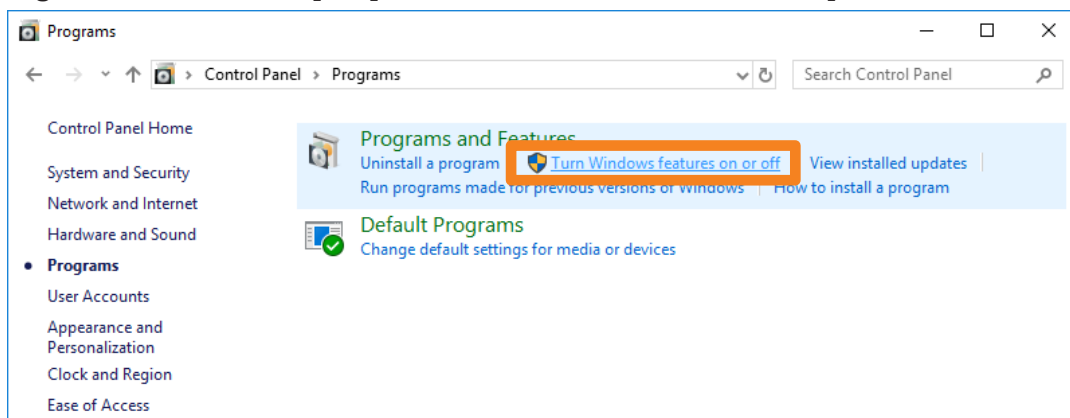 Programs
Control Panel > Programs
Search Control Panel
Control Panel Home
System and Security
Network and Internet
Hardware and Sound
Programs
User Accounts
Appearance and
Personalization
Clock and Region
Ease of Access
Programs and Features
Uninstall a program Turn Windows features on or off View installed updates
Run programs made for previous versions of Windows How to install a program
Default Programs
Change default settings for media or devices